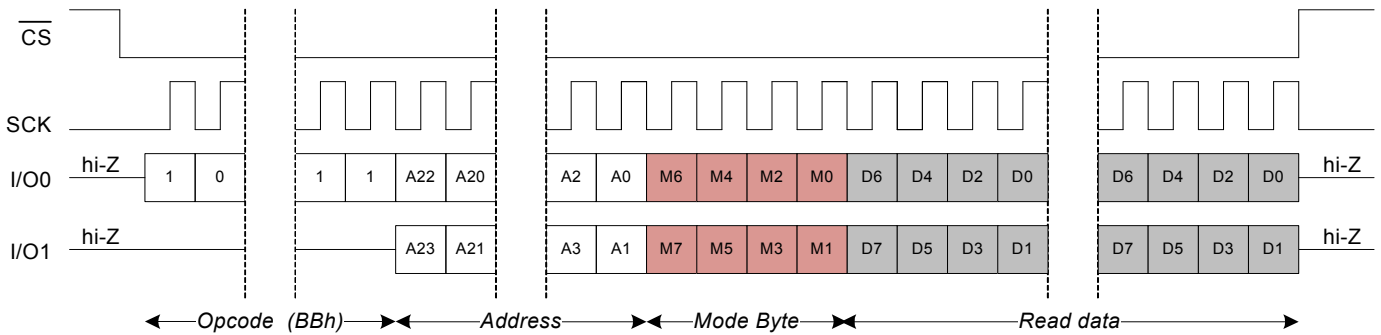 CS
SCK
I/O0 hi-Z 1 0 1 1 A22 A20 A2 A0 M6 M4 M2 M0 D6 D4 D2 D0 D6 D4 D2 D0 hi-Z
I/O1 hi-Z A23 A21 A3 A1 M7 M5 M3 M1 D7 D5 D3 D1 D7 D5 D3 D1 hi-Z
Opcode (BBh) Address Mode Byte Read data